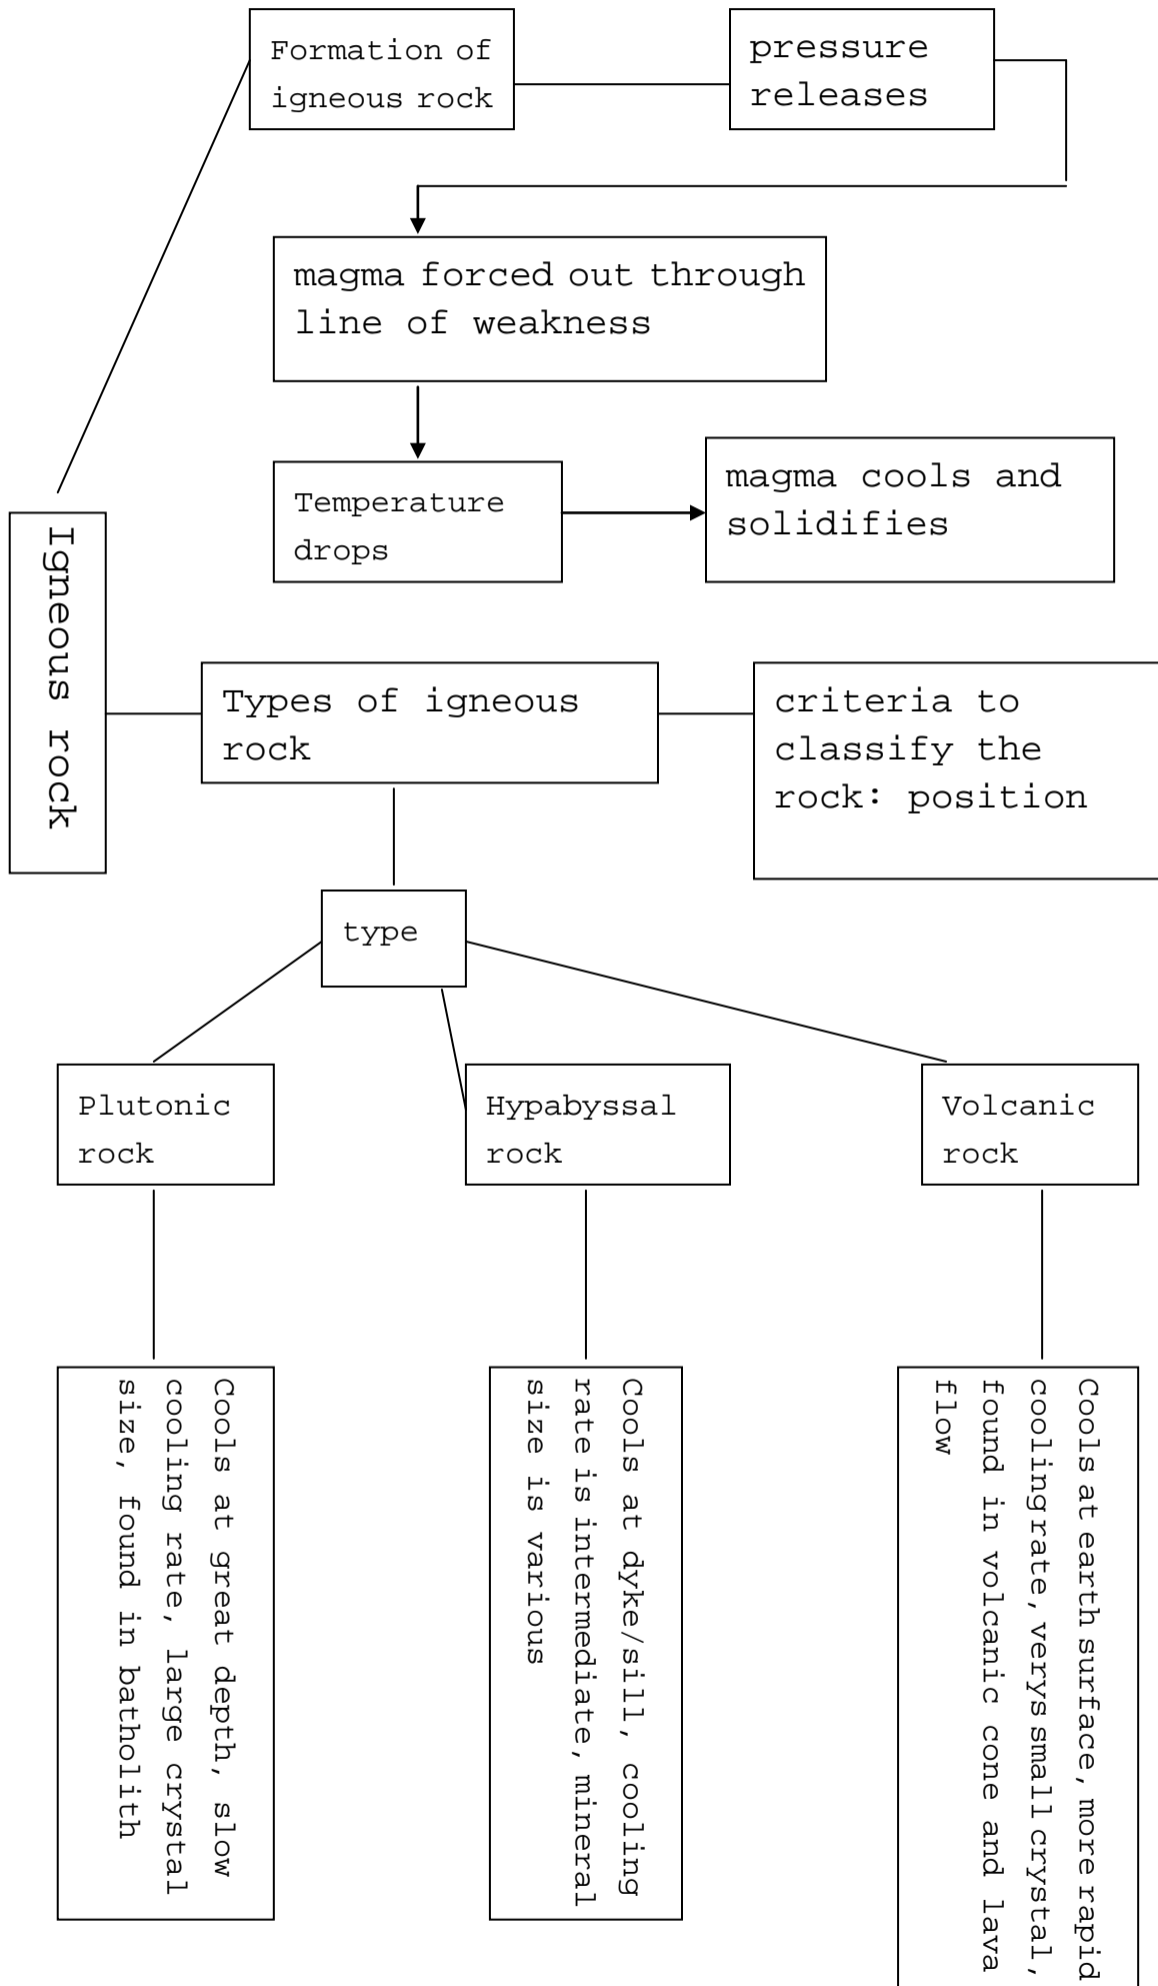 Formation of
igneous rock
pressure
releases
magma forced out through
line of weakness
Temperature
drops
magma cools and
solidifies
Igneous rock
Types of igneous
rock
criteria to
classify the
rock: position
type
Plutonic
rock
Hypabyssal
rock
Volcanic
rock
Cools at great depth, slow
cooling rate, large crystal
size, found in batholith
Cools at dyke/sill, cooling
rate is intermediate, mineral
size is various
Cools at earth surface, more rapid
cooling rate, verys small crystal,
found in volcanic cone and lava
flow